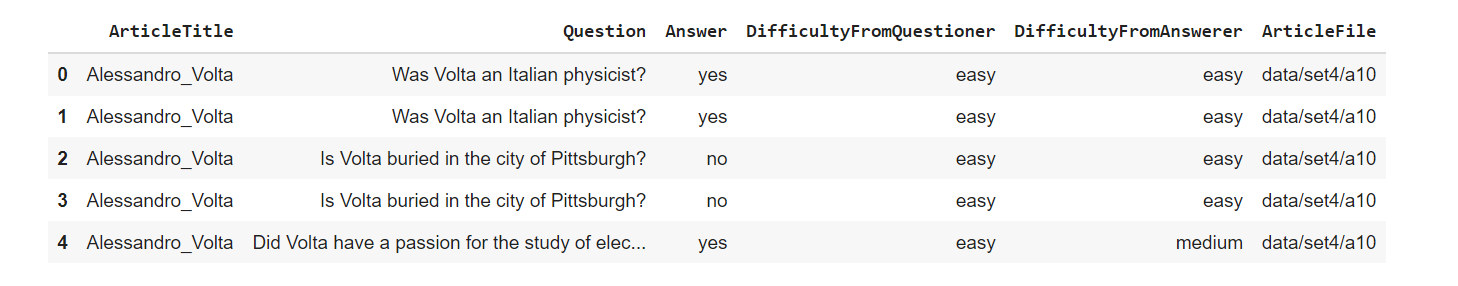 ArticleTitle Question Answer DifficultyFromQuestioner DifficultyFromAnswerer ArticleFile
0 Alessandro_Volta Was Volta an Italian physicist? yes easy easy data/set4/a10
1 Alessandro_Volta Was Volta an Italian physicist? yes easy easy data/set4/a10
2 Alessandro_Volta Is Volta buried in the city of Pittsburgh? no easy easy data/set4/a10
3 Alessandro_Volta Is Volta buried in the city of Pittsburgh? no easy easy data/set4/a10
4 Alessandro_Volta Did Volta have a passion for the study of elec... yes easy medium data/set4/a10